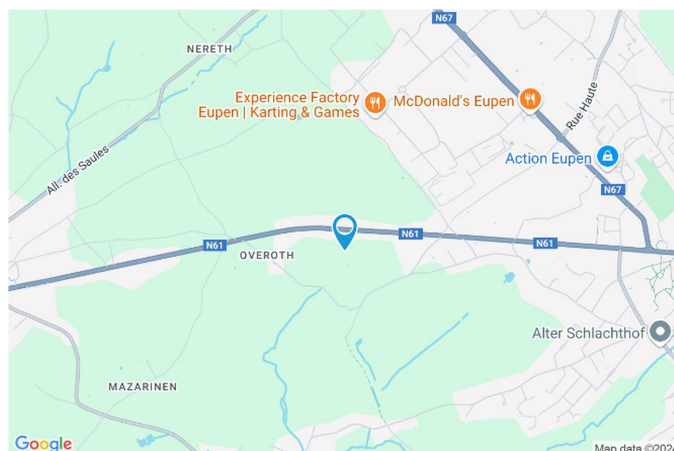 N67
NERETH
Experience Factory
Eupen | Karting & Games
McDonald's Eupen
Rue Haute
Action Eupen
All. des Saules
N67
N61
N61
N61
OVEROTH
Alter Schlachthof
MAZARINEN
Google
Map data ©2024